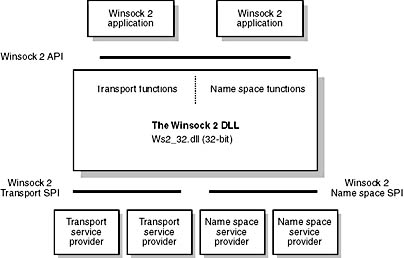 Winsock 2
application
Winsock 2
application
Winsock 2 API
Transport functions
Name space functions
The Winsock 2 DLL
Ws2_32.dll (32-bit)
Winsock 2
Transport SPI
Winsock 2
Name space SPI
Transport
service
provider
Transport
service
provider
Name space
service
provider
Name space
service
provider